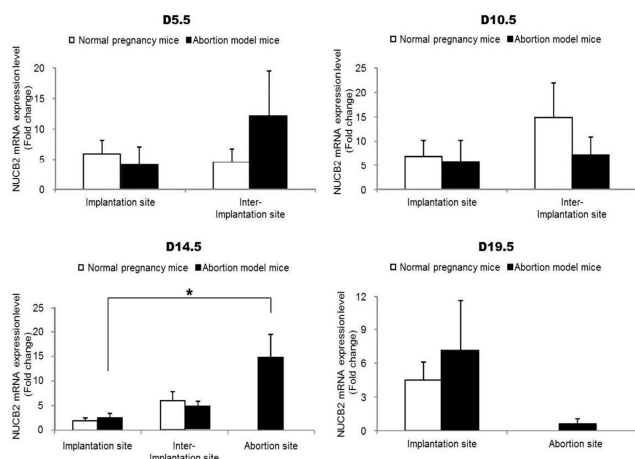 D5.5
Normal pregnancy mice Abortion model mice
NUCB2 mRNA expression level
(Fold change)
20
15
10
5
0
Implantation site
Inter-
Implantation site
D10.5
Normal pregnancy mice Abortion model mice
NUCB2 mRNA expression level
(Fold change)
25
20
15
10
5
0
Implantation site
Inter-
Implantation site
D14.5
Normal pregnancy mice Abortion model mice
NUCB2 mRNA expression level
(Fold change)
25
20
15
10
5
0
*
Implantation site
Inter-
Implantation site
Abortion site
D19.5
Normal pregnancy mice Abortion model mice
NUCB2 mRNA expression level
(Fold change)
12
9
6
3
0
Implantation site
Abortion site